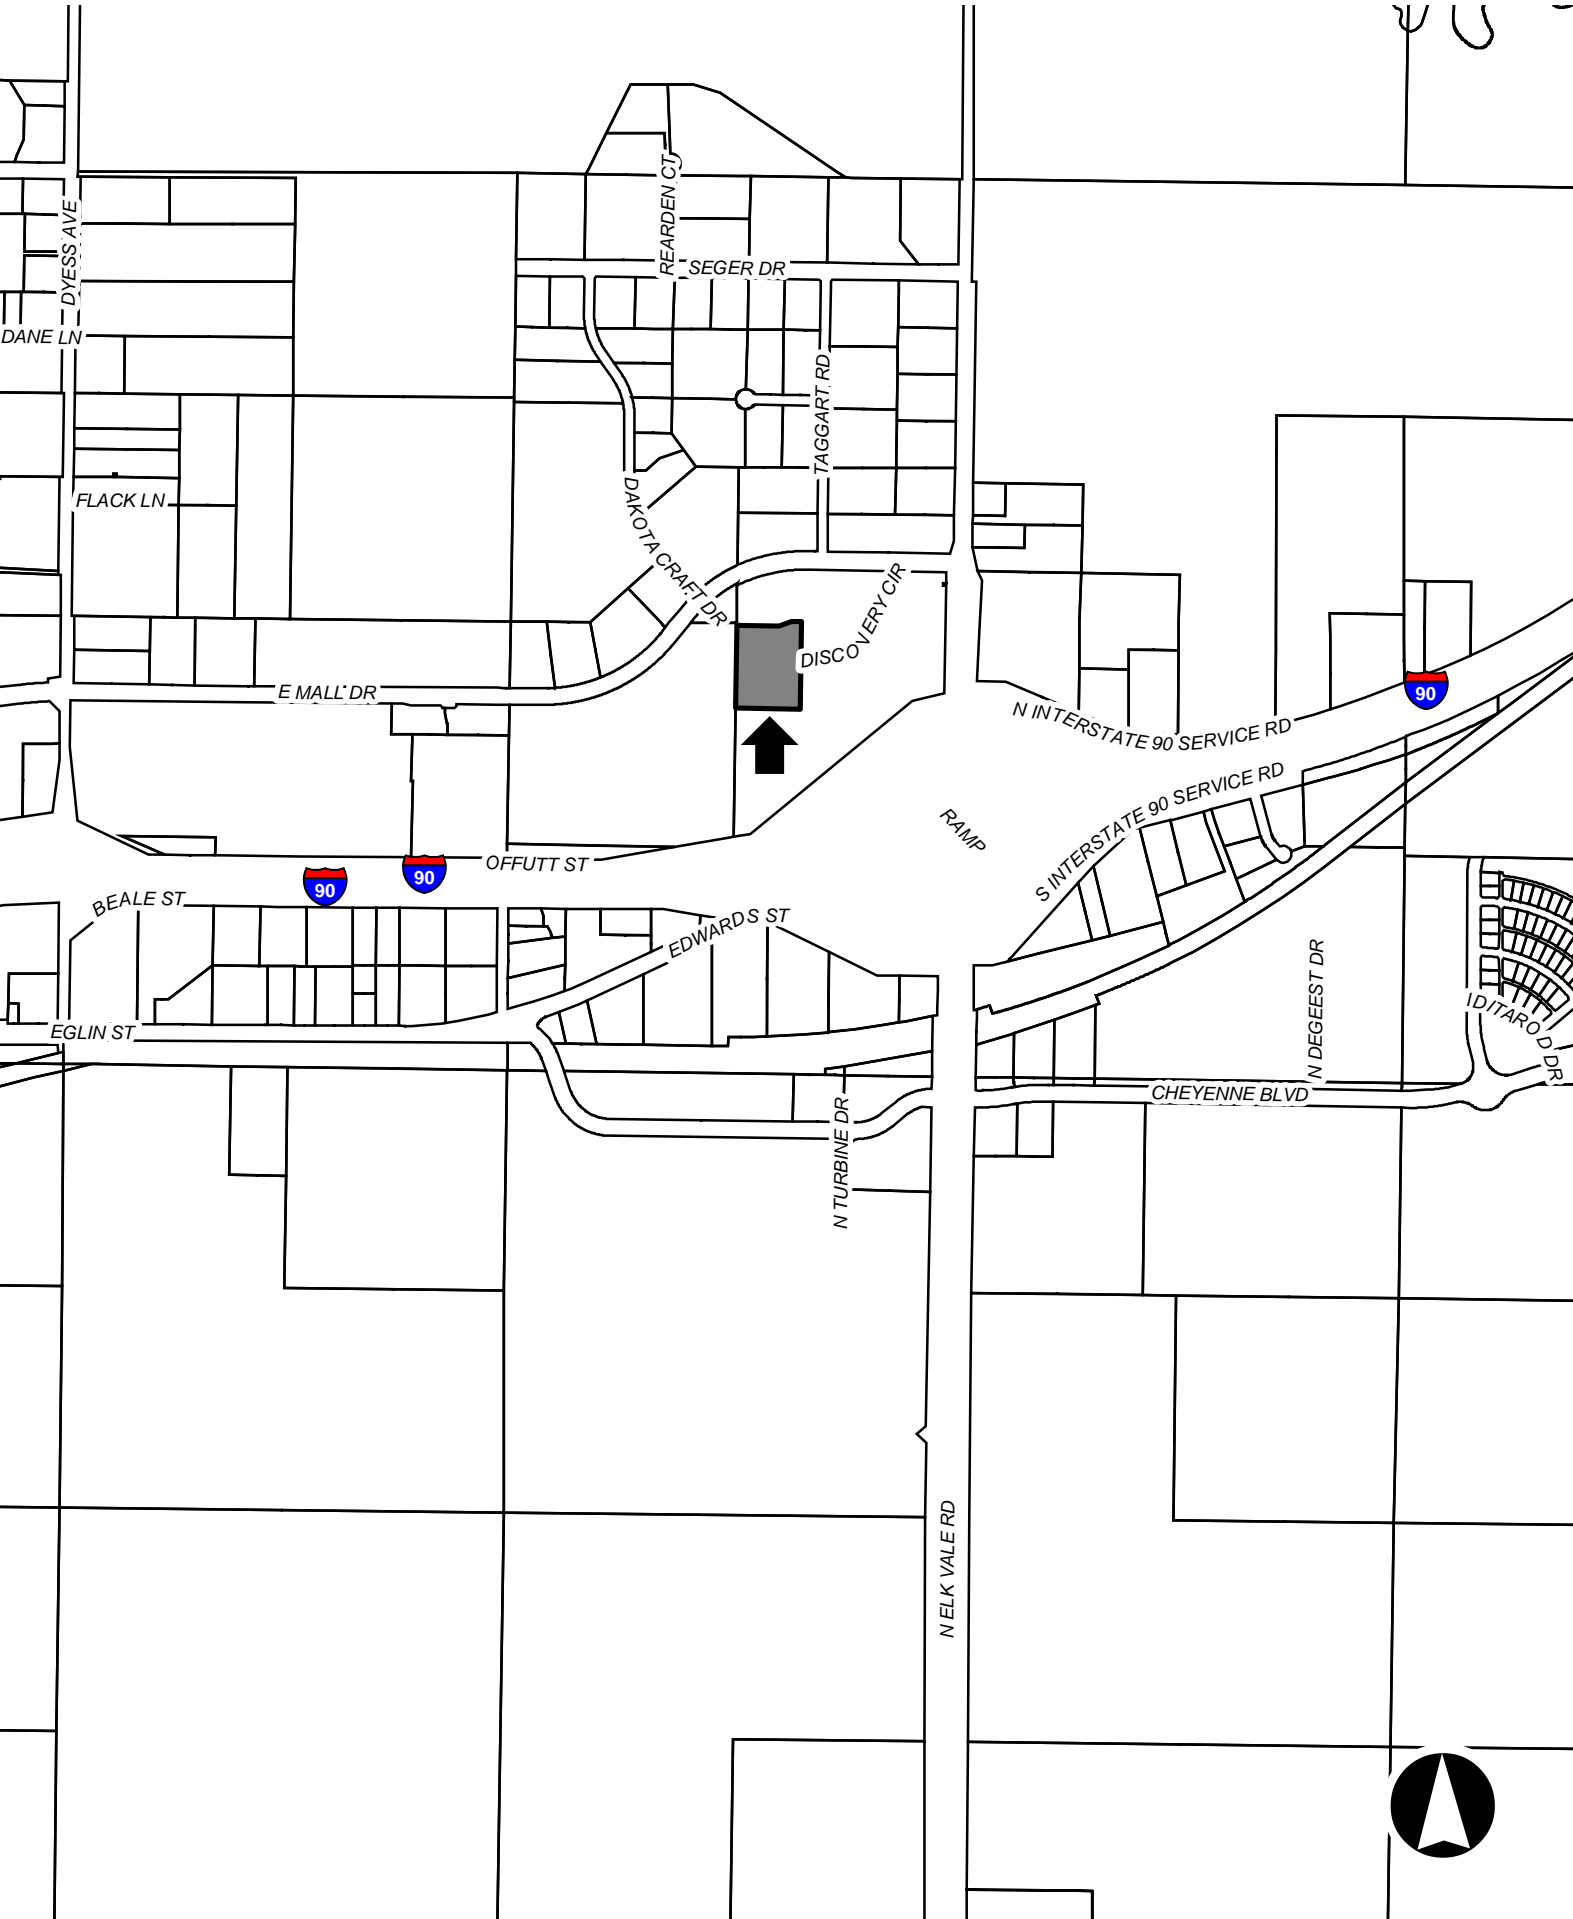 REARDEN CT
DYESS AVE
SEGER DR
DANE LN
TAGGART RD
FLACK LN
DAKOTA CRAFT DR
DISCOVERY CIR
E MALL DR
90
N INTERSTATE 90 SERVICE RD
S INTERSTATE 90 SERVICE RD
RAMP
OFFUTT ST
90
90
BEALE ST
EDWARDS ST
N DEGEEST DR
IDITAROD DR
EGLIN ST
CHEYENNE BLVD
N TURBINE DR
N ELK VALE RD